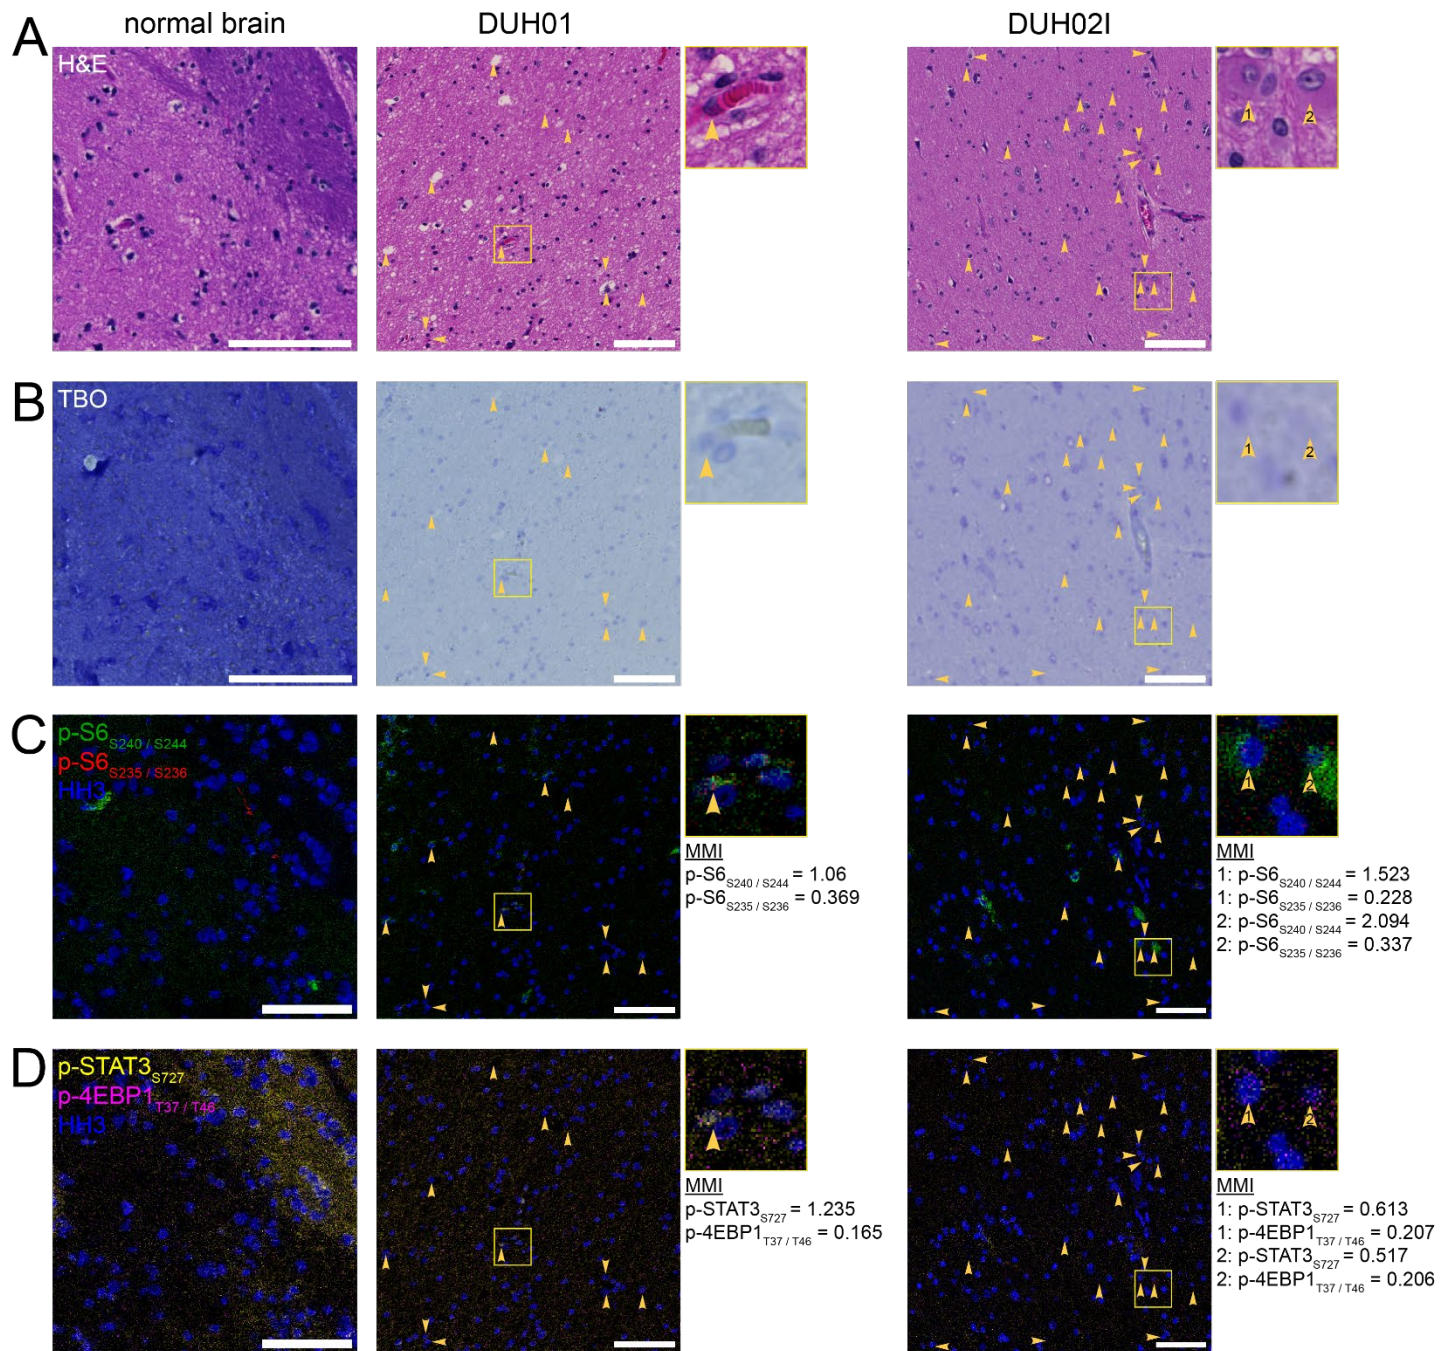 A
normal brain
DUH01
DUH02I
H&E
1
2
B
TBO
1
2
C
p-S6S240 / S244
p-S6S235 / S236
HH3
1
2
MMI
p-S6S240 / S244 = 1.06
p-S6S235 / S236 = 0.369
MMI
1: p-S6S240 / S244 = 1.523
1: p-S6S235 / S236 = 0.228
2: p-S6S240 / S244 = 2.094
2: p-S6S235 / S236 = 0.337
D
p-STAT3S727
p-4EBP1T37 / T46
HH3
1
2
MMI
p-STAT3S727 = 1.235
p-4EBP1T37 / T46 = 0.165
MMI
1: p-STAT3S727 = 0.613
1: p-4EBP1T37 / T46 = 0.207
2: p-STAT3S727 = 0.517
2: p-4EBP1T37 / T46 = 0.206